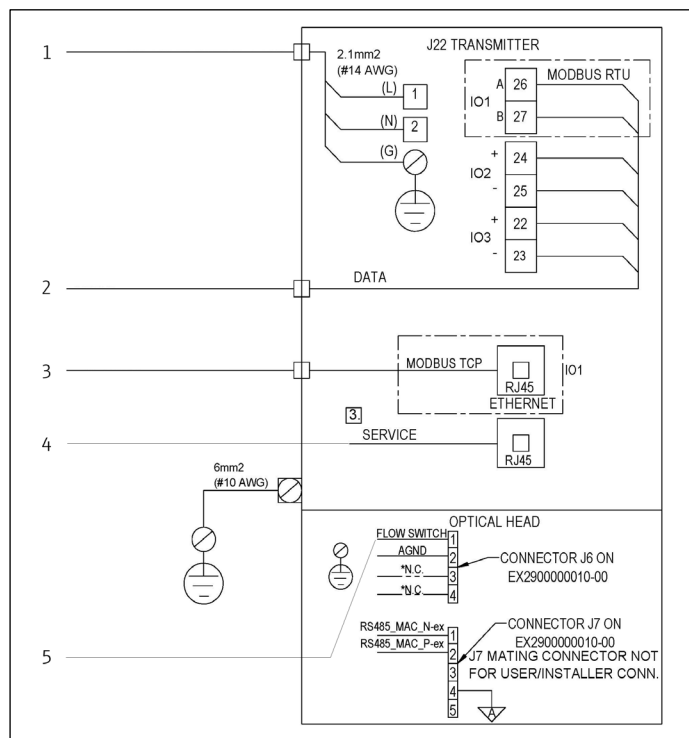 J22 TRANSMITTER
1
2.1mm2
(#14 AWG)
(L)
1
(N)
2
(G)
MODBUS RTU
IO1
A
26
B
27
IO2
+
24
-
25
IO3
+
22
-
23
2
DATA
3
MODBUS TCP
RJ45
IO1
ETHERNET
3.
4
SERVICE
RJ45
6mm2
(#10 AWG)
OPTICAL HEAD
FLOW SWITCH
1
AGND
2
*N.C.
3
*N.C.
4
CONNECTOR J6 ON
EX2900000010-00
5
RS485_MAC_N-ex
1
RS485_MAC_P-ex
2
3
4
5
CONNECTOR J7 ON
EX2900000010-00
J7 MATING CONNECTOR NOT
FOR USER/INSTALLER CONN.
A